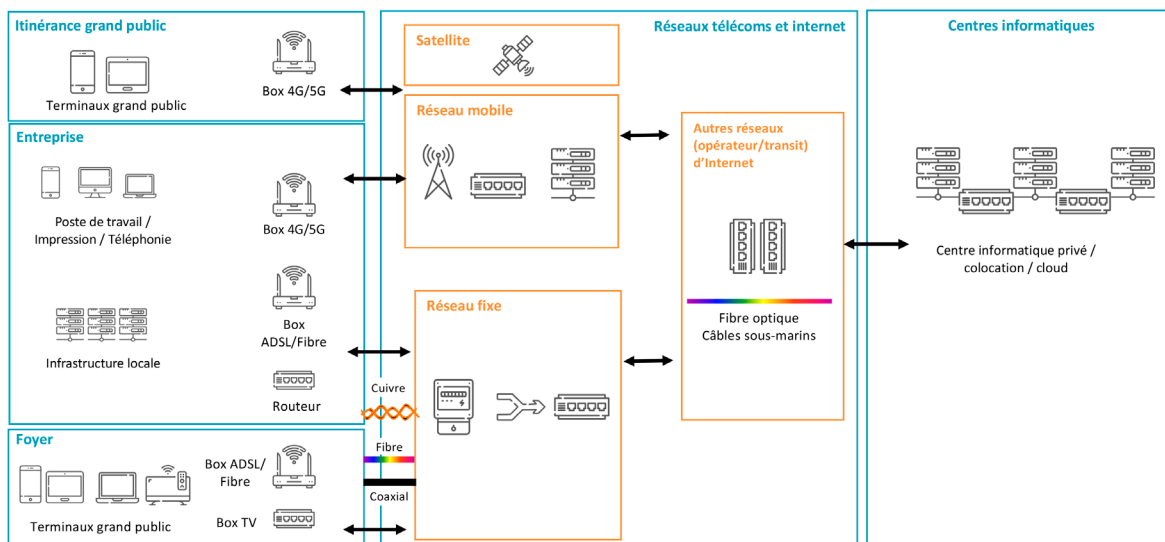 Itinérance grand public
Terminaux grand public
Box 4G/5G
Entreprise
Poste de travail /
Impression / Téléphonie
Box 4G/5G
Infrastructure locale
Box
ADSL/Fibre
Routeur
Foyer
Terminaux grand public
Box ADSL/
Fibre
Box TV
Cuivre
Fibre
Coaxial
Réseaux télécoms et internet
Satellite
Réseau mobile
Réseau fixe
Autres réseaux
(opérateur/transit)
d’Internet
Fibre optique
Câbles sous-marins
Centres informatiques
Centre informatique privé /
colocation / cloud